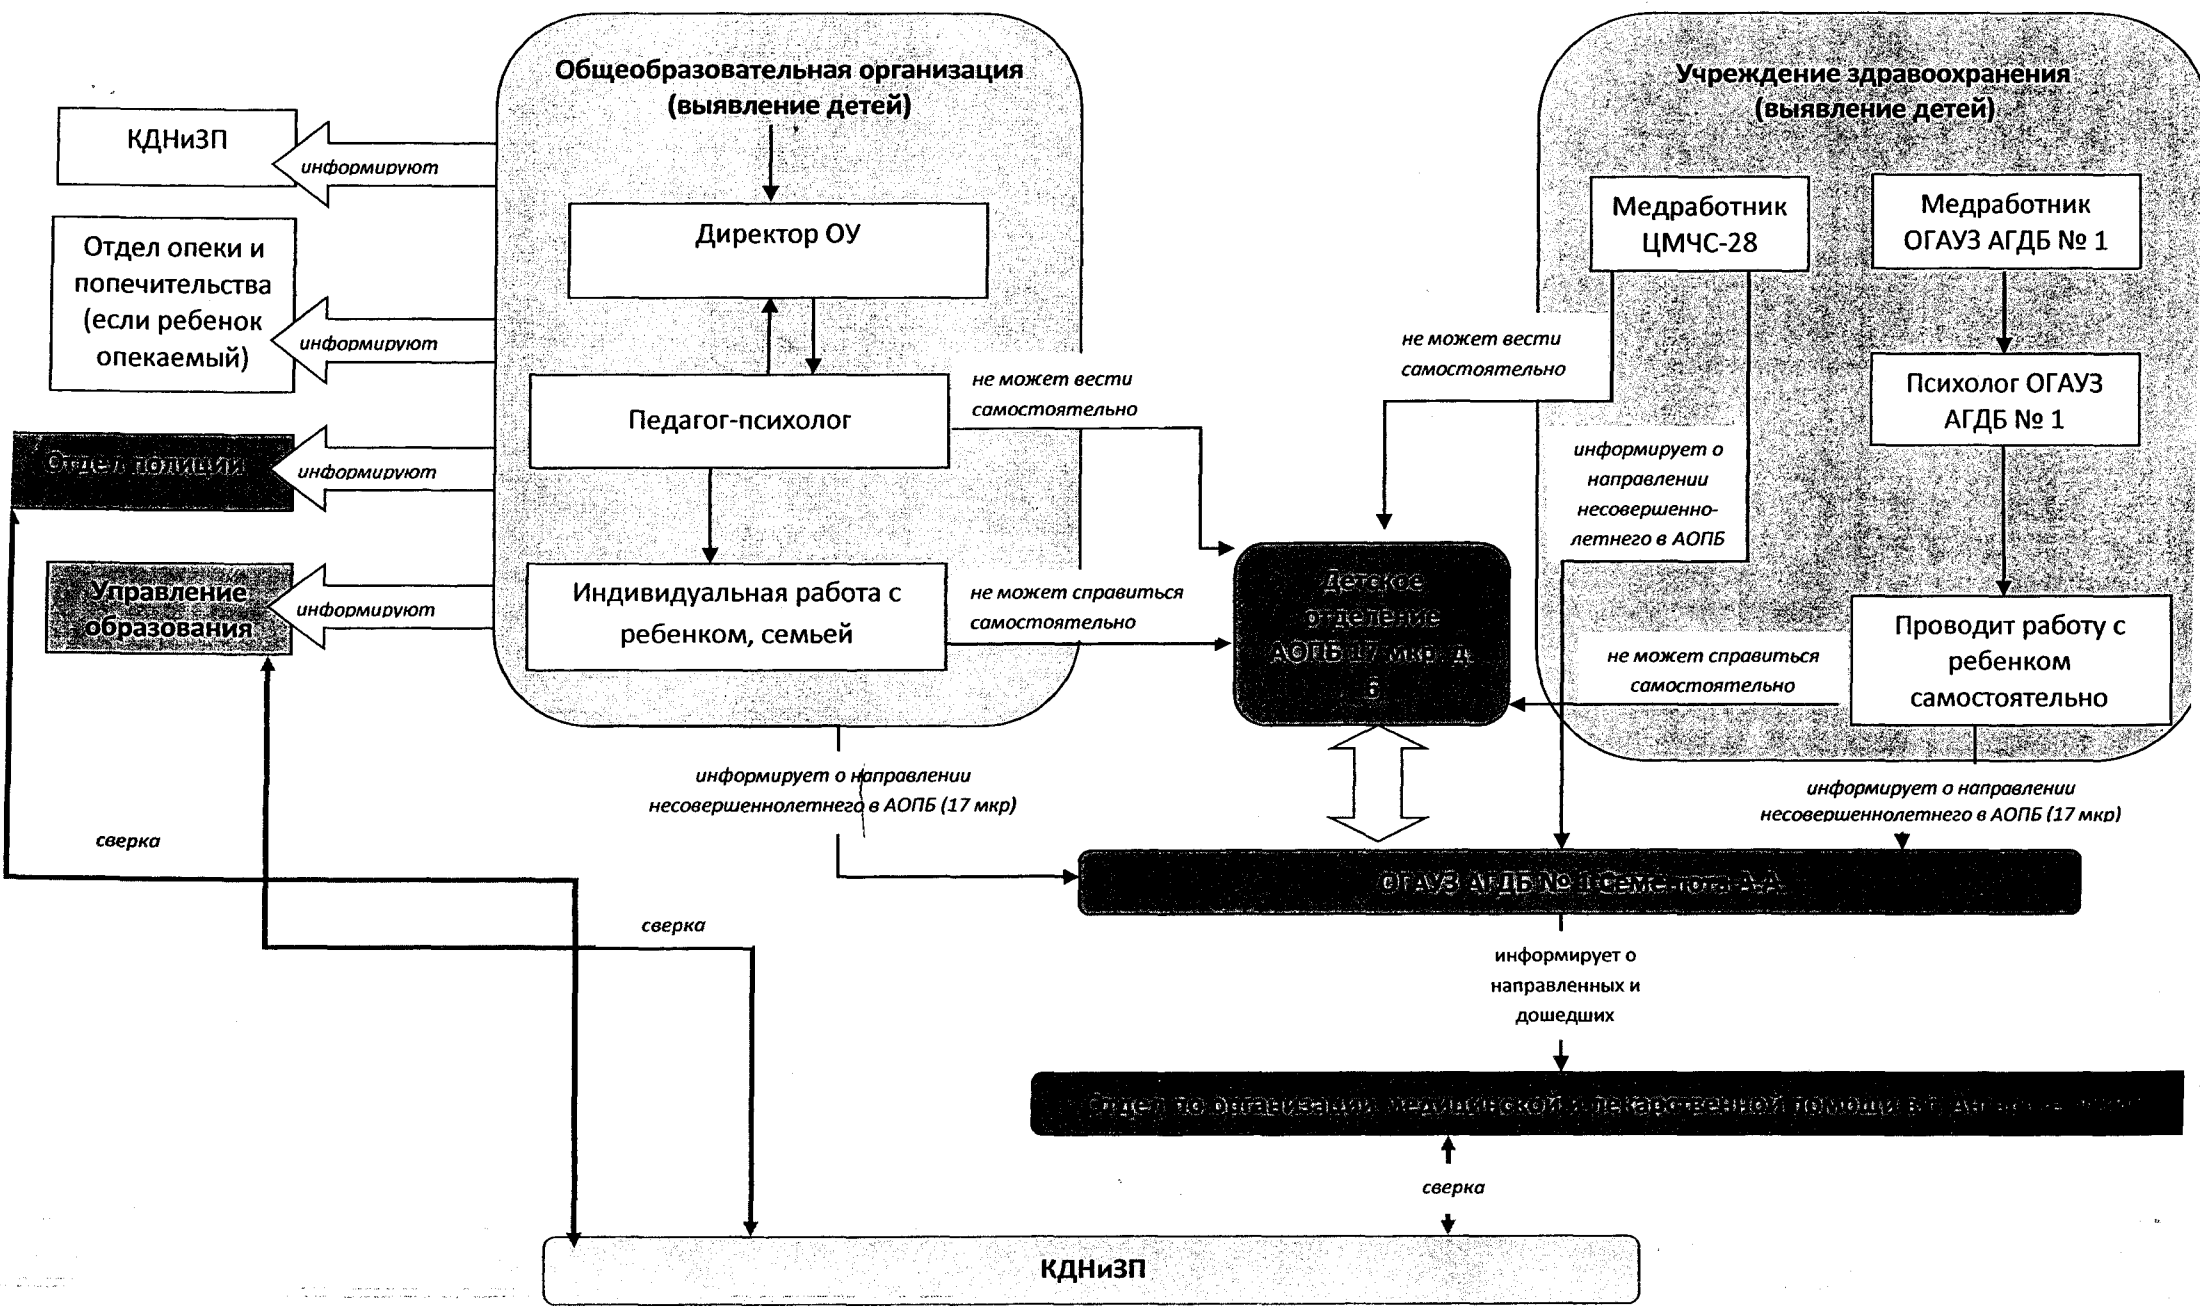 Общеобразовательная организация
(выявление детей)
Учреждение здравоохранения
(выявление детей)
КДНиЗП
информируют
Директор ОУ
Медработник
ЦМЧС-28
Медработник
ОГАУЗ АГДБ № 1
Отдел опеки и
попечительства
(если ребенок
опекаемый)
информируют
не может вести
самостоятельно
не может вести
самостоятельно
Педагог-психолог
Психолог ОГАУЗ
АГДБ № 1
Отдел полиции
информируют
информирует о
направлении
несовершенно-
летнего в АОПБ
Управление
образования
информируют
Индивидуальная работа с
ребенком, семьей
не может справиться
самостоятельно
Детское
отделение
АОПБ 17 мкр д.
6
не может справиться
самостоятельно
Проводит работу с
ребенком
самостоятельно
информирует о направлении
несовершеннолетнего в АОПБ (17 мкр)
информирует о направлении
несовершеннолетнего в АОПБ (17 мкр)
сверка
ОГАУЗ АГДБ № 1 А.А.
сверка
информирует о
направленных и
дошедших
Отдел по организации медицинской и лекарственной помощи в г.
сверка
КДНиЗП